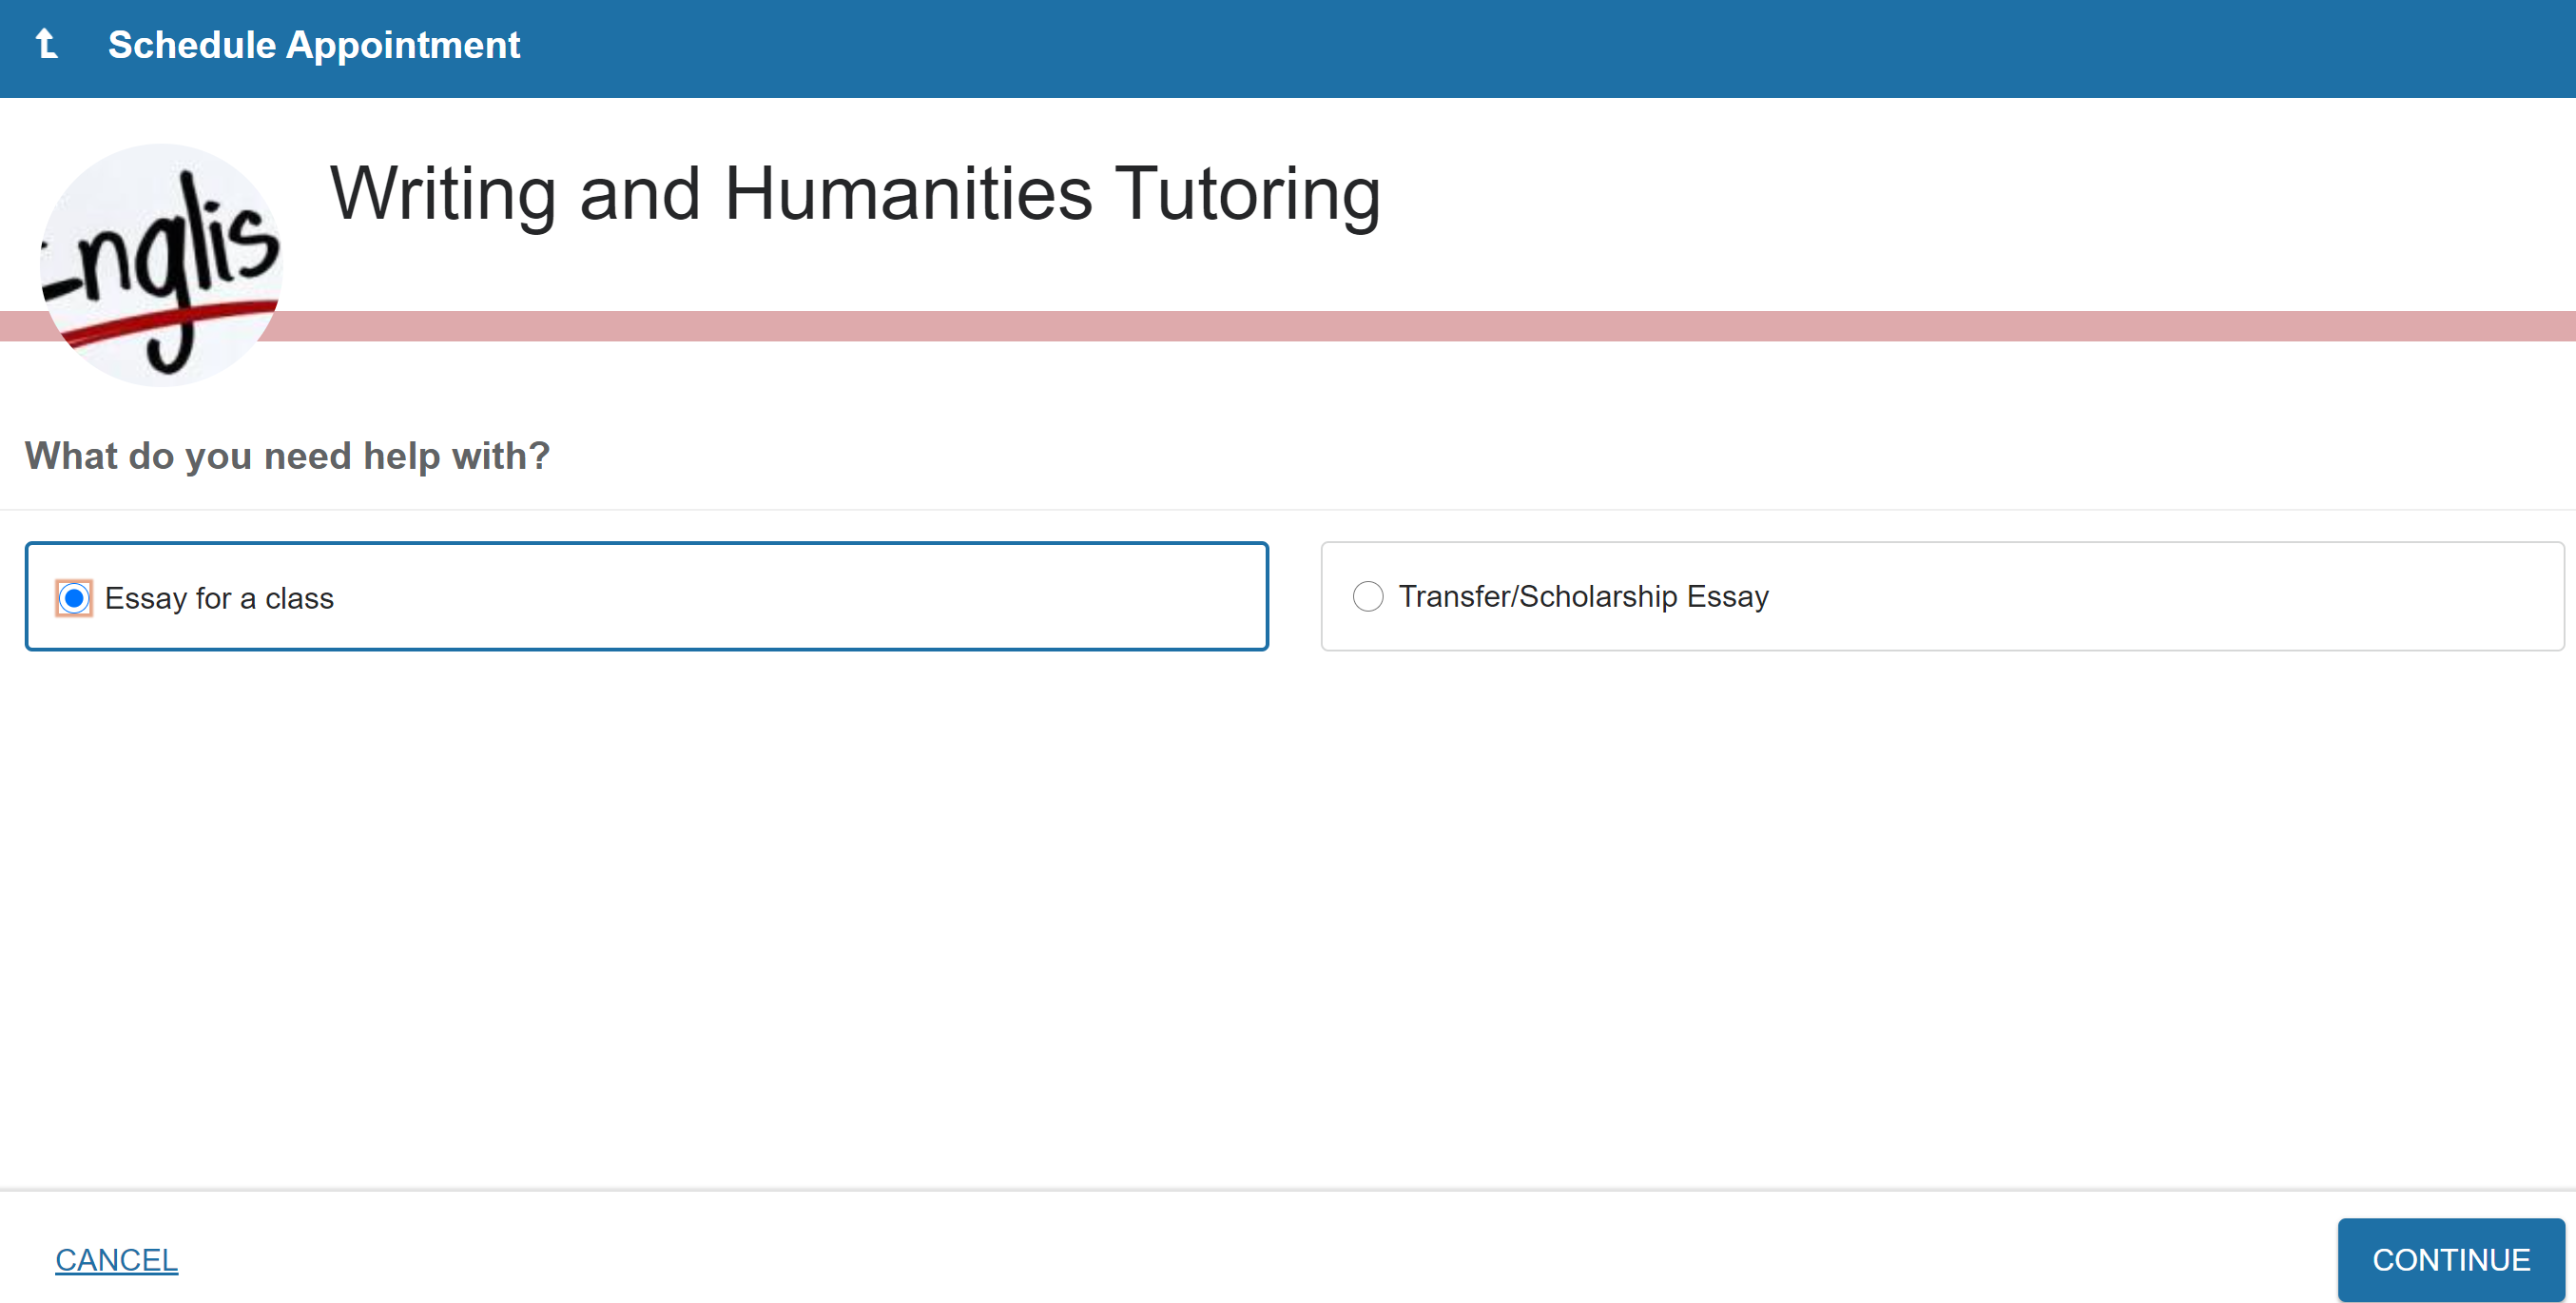 Schedule Appointment
Writing and Humanities Tutoring
Englis
What do you need help with?
Essay for a class
Transfer/Scholarship Essay
CANCEL
CONTINUE